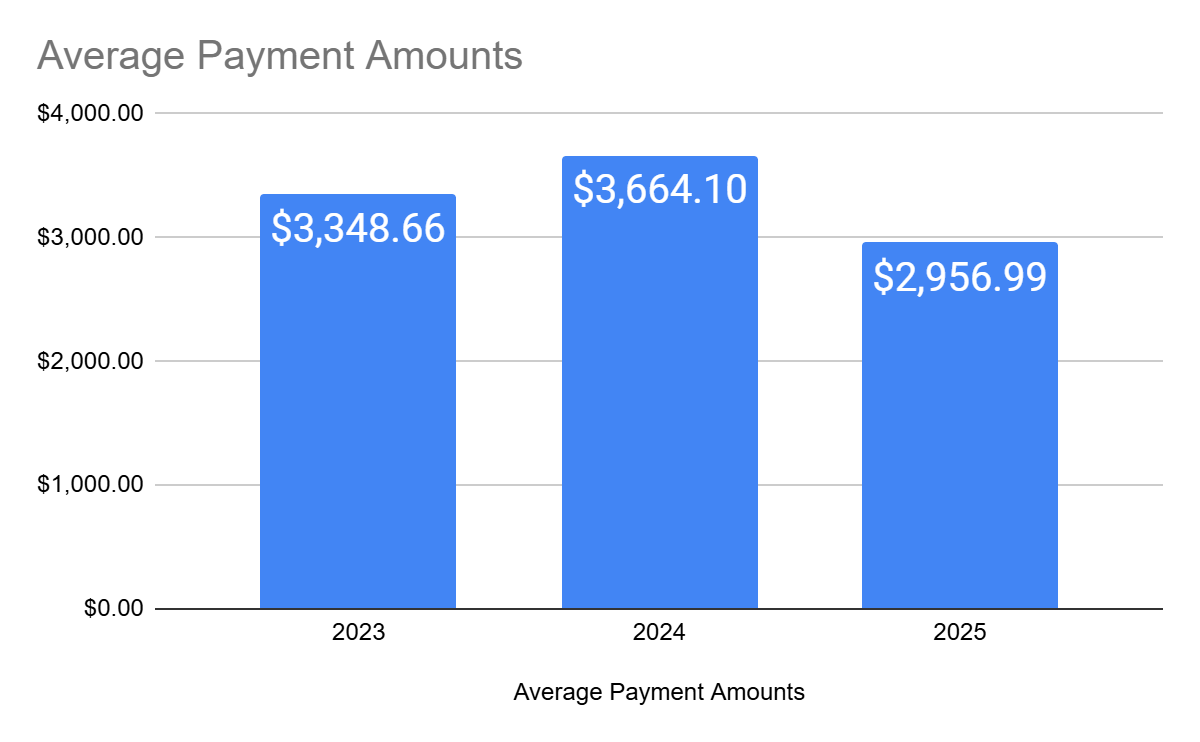 Average Payment Amounts
$4,000.00
$3,664.10
$3,348.66
$3,000.00
$2,956.99
$2,000.00
$1,000.00
$0.00
2023 2024 2025
Average Payment Amounts